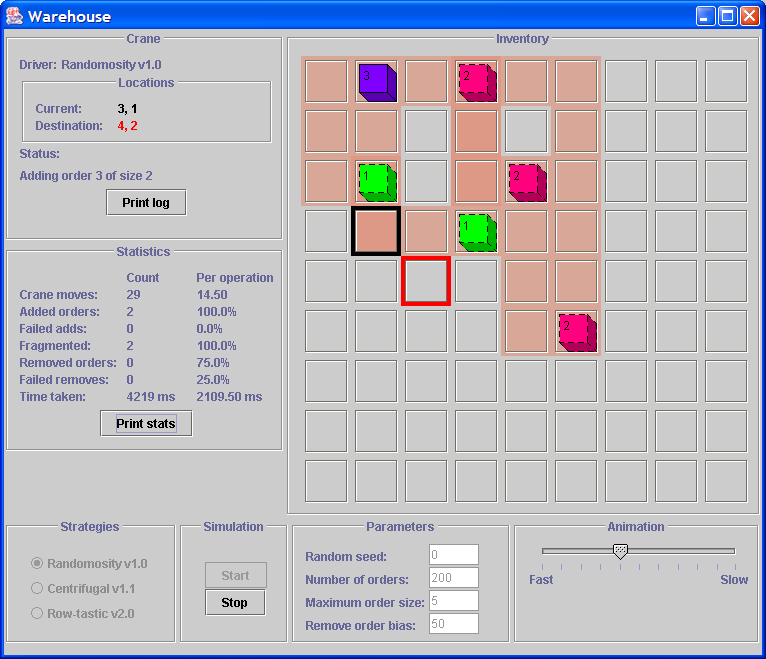 Warehouse
Crane
Driver: Randomosity v1.0
Locations
Current: 3, 1
Destination: 4, 2
Status:
Adding order 3 of size 2
Print log
Statistics
Count Per operation
Crane moves: 29 14.50
Added orders: 2 100.0%
Failed adds: 0 0.0%
Fragmented: 2 100.0%
Removed orders: 0 75.0%
Failed removes: 0 25.0%
Time taken: 4219 ms 2109.50 ms
Print stats
Inventory
3 2
1 2
1
2
Strategies
Randomosity v1.0
Centrifugal v1.1
Row-tastic v2.0
Simulation
Start
Stop
Parameters
Random seed: 0
Number of orders: 200
Maximum order size: 5
Remove order bias: 50
Animation
Fast Slow